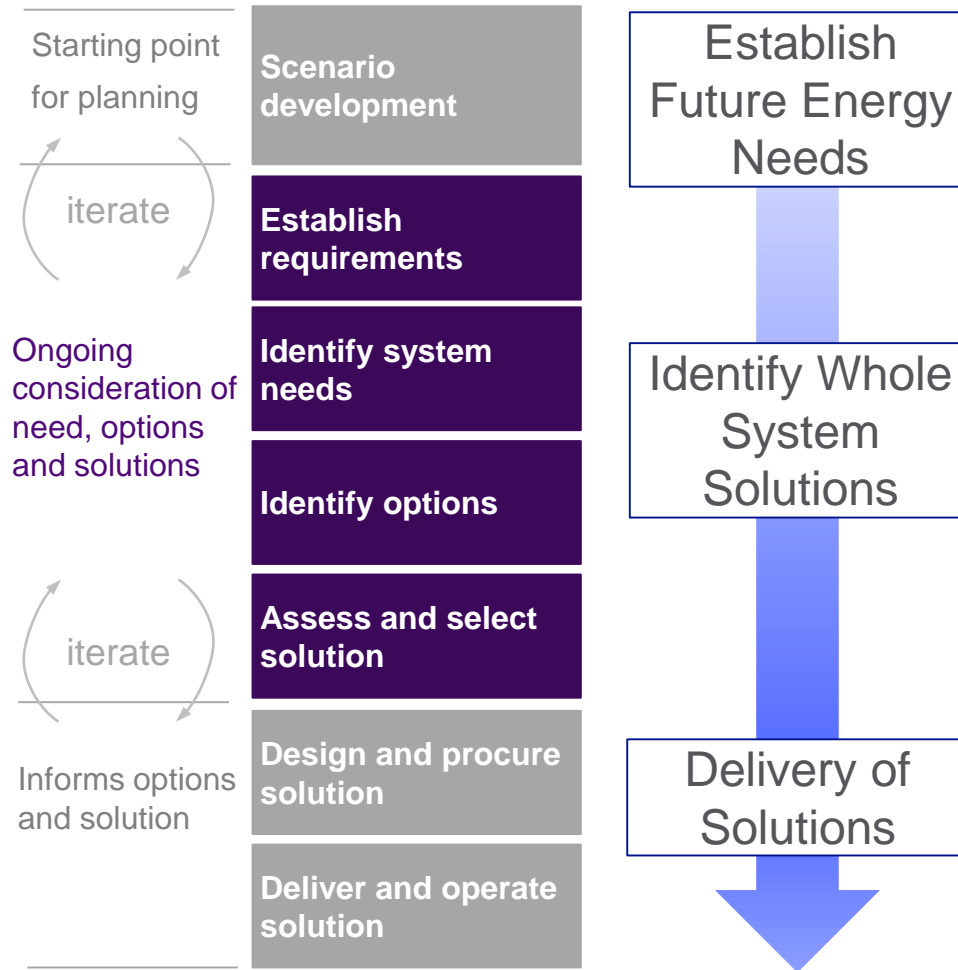 Starting point
for planning
iterate
Ongoing
consideration of
need, options
and solutions
iterate
Informs options
and solution
Scenario
development
Establish
requirements
Identify system
needs
Identify options
Assess and select
solution
Design and procure
solution
Deliver and operate
solution
Establish
Future Energy
Needs
Identify Whole
System
Solutions
Delivery of
Solutions